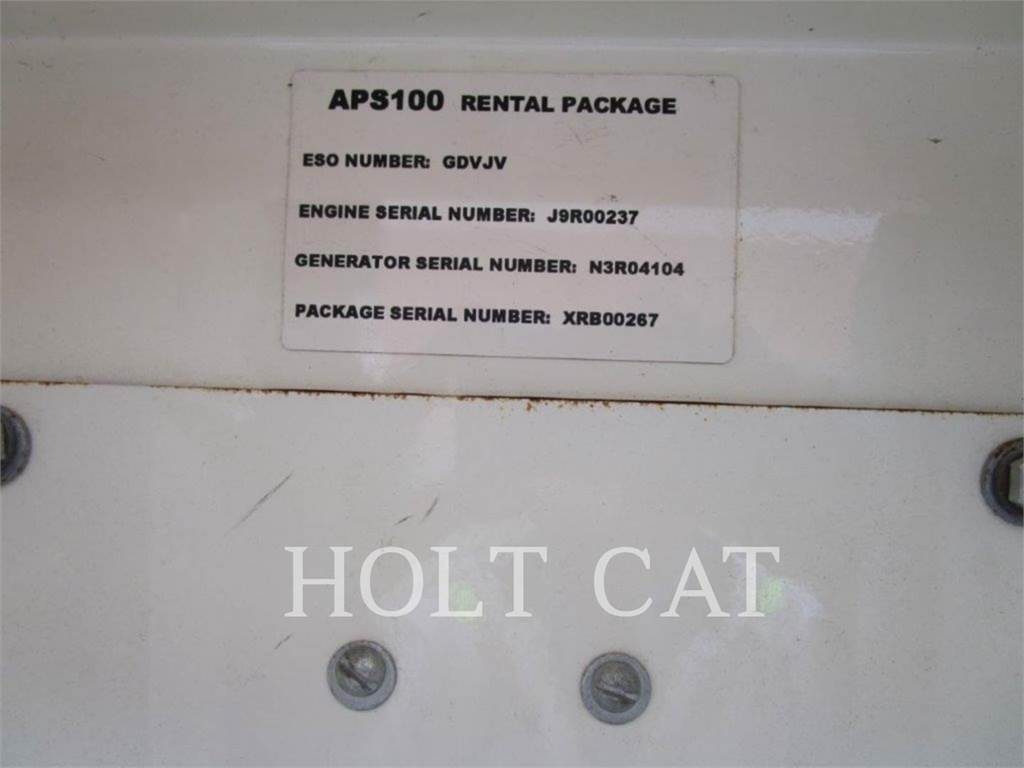 APS100 RENTAL PACKAGE
ESO NUMBER: GDVJV
ENGINE SERIAL NUMBER: J9R00237
GENERATOR SERIAL NUMBER: N3R04104
PACKAGE SERIAL NUMBER: XRB00267
HOLT CAT